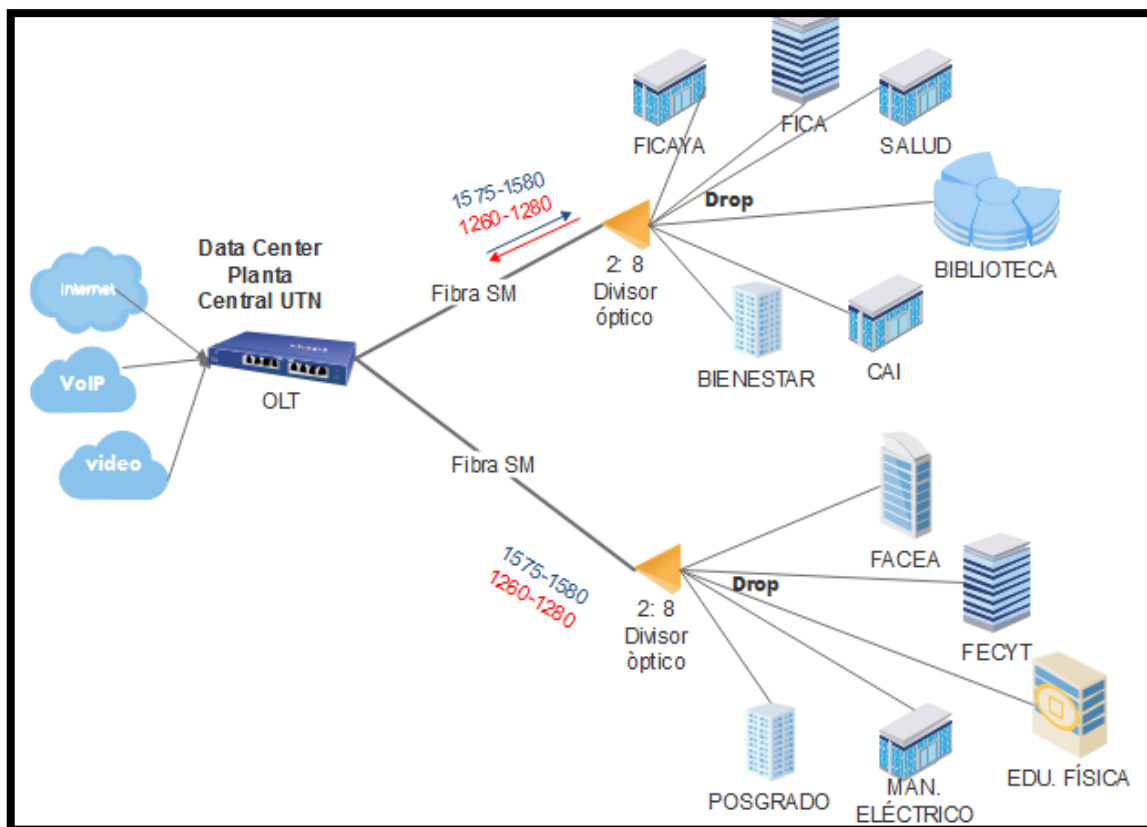 FICAYA
FICA
SALUD
Drop
BIBLIOTECA
1575-1580
1260-1280
2: 8
Divisor
óptico
BIENESTAR
CAI
Data Center
Planta
Central UTN
Fibra SM
Internet
VoIP
video
OLT
Fibra SM
1575-1580
1260-1280
2: 8
Divisor
òptico
Drop
FACEA
FECYT
EDU. FÍSICA
MAN.
ELÉCTRICO
POSGRADO